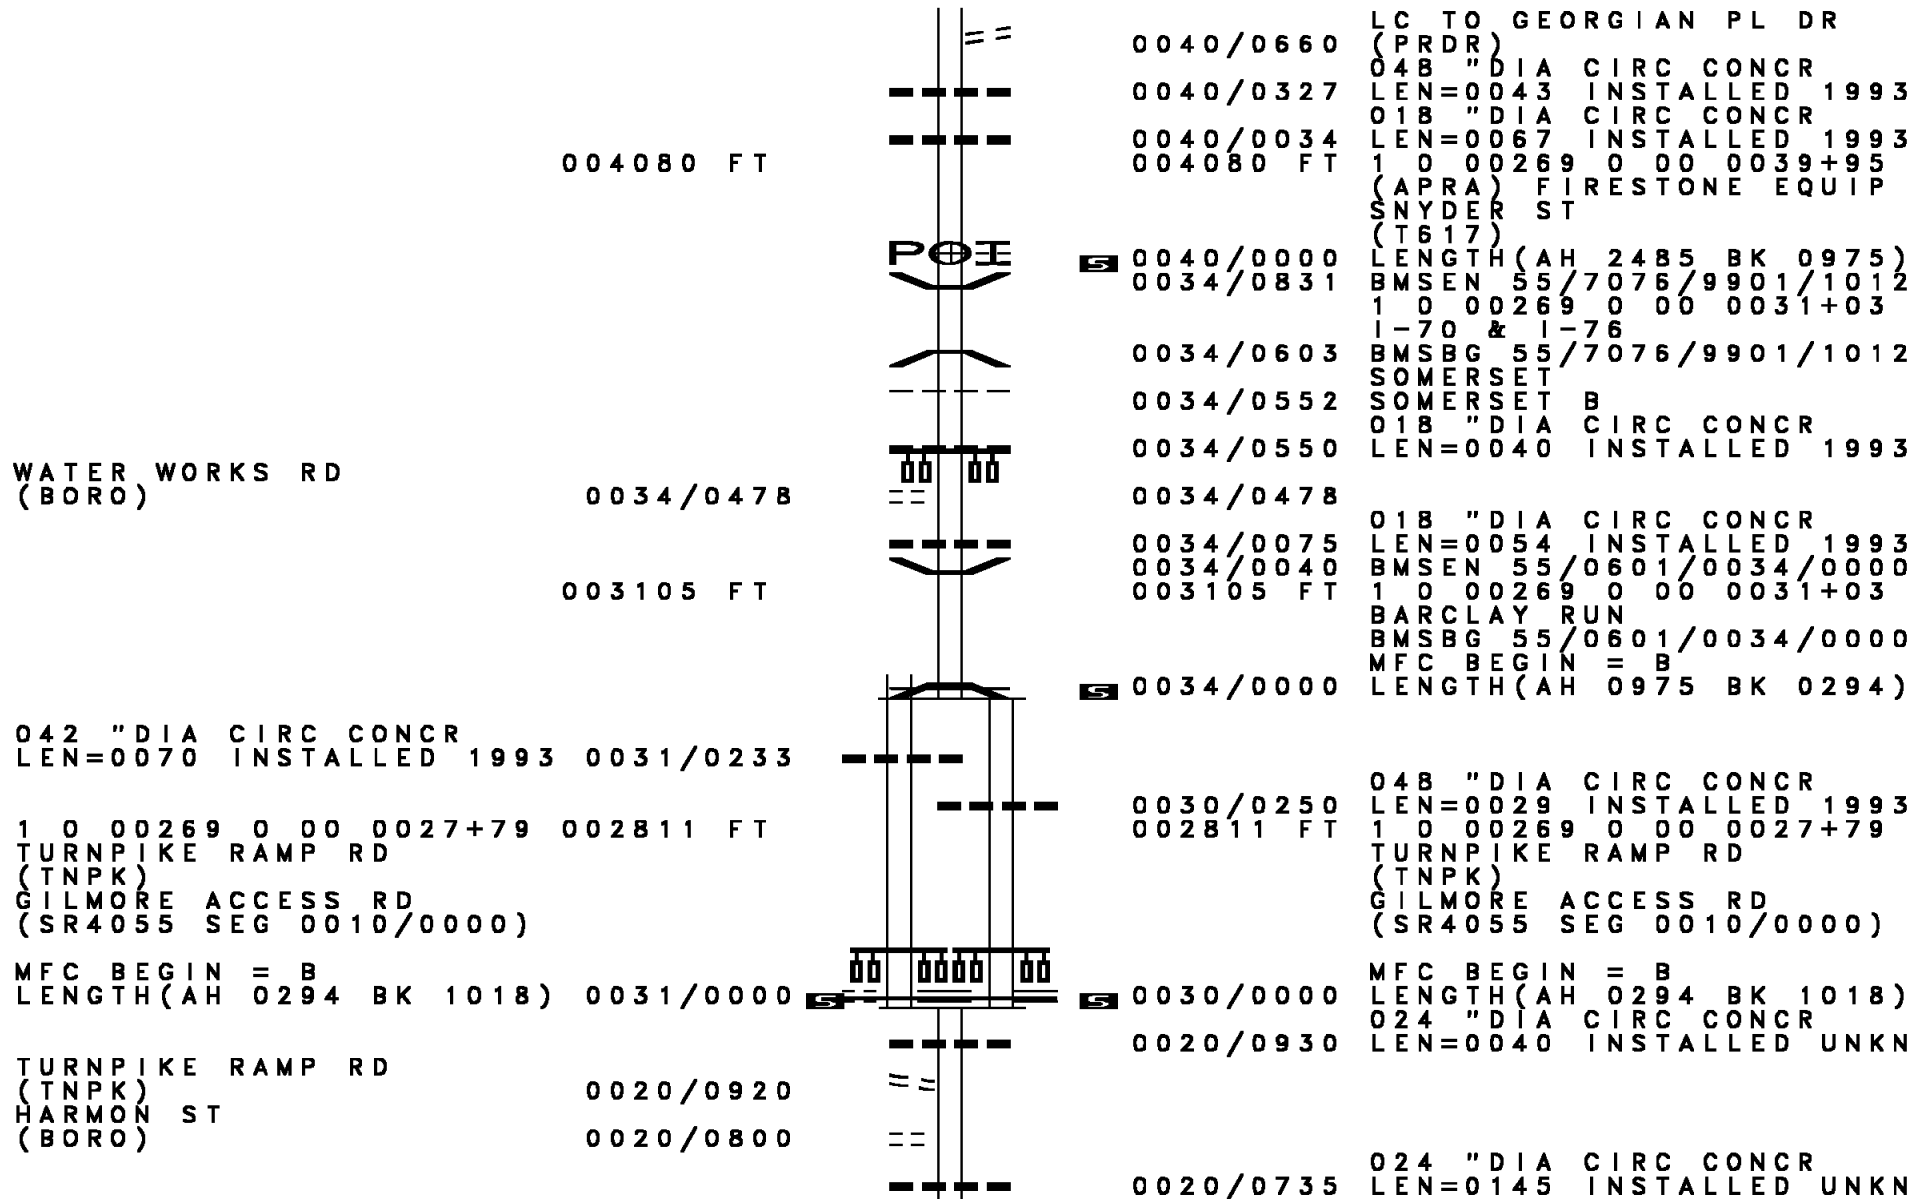 LC TO GEORGIAN PL DR
0040/0660 (PRDR)
048 "DIA CIRC CONCR
0040/0327 LEN=0043 INSTALLED 1993
018 "DIA CIRC CONCR
0040/0034 LEN=0067 INSTALLED 1993
004080 FT 004080 FT 1 0 00269 0 00 0039+95
(APRA) FIRESTONE EQUIP
SNYDER ST
(T617)
POI
S 0040/0000 LENGTH(AH 2485 BK 0975)
0034/0831 BMSEN 55/7076/9901/1012
1 0 00269 0 00 0031+03
I-70 & I-76
0034/0603 BMSBG 55/7076/9901/1012
SOMERSET
0034/0552 SOMERSET B
018 "DIA CIRC CONCR
0034/0550 LEN=0040 INSTALLED 1993
WATER WORKS RD
(BORO) 0034/0478 0034/0478
018 "DIA CIRC CONCR
0034/0075 LEN=0054 INSTALLED 1993
0034/0040 BMSEN 55/0601/0034/0000
003105 FT 003105 FT 1 0 00269 0 00 0031+03
BARCLAY RUN
BMSBG 55/0601/0034/0000
MFC BEGIN = B
S 0034/0000 LENGTH(AH 0975 BK 0294)
042 "DIA CIRC CONCR
LEN=0070 INSTALLED 1993 0031/0233
048 "DIA CIRC CONCR
0030/0250 LEN=0029 INSTALLED 1993
1 0 00269 0 00 0027+79 002811 FT 002811 FT 1 0 00269 0 00 0027+79
TURNPIKE RAMP RD TURNPIKE RAMP RD
(TNPK) (TNPK)
GILMORE ACCESS RD GILMORE ACCESS RD
(SR4055 SEG 0010/0000) (SR4055 SEG 0010/0000)
MFC BEGIN = B MFC BEGIN = B
LENGTH(AH 0294 BK 1018) 0031/0000 S S 0030/0000 LENGTH(AH 0294 BK 1018)
024 "DIA CIRC CONCR
0020/0930 LEN=0040 INSTALLED UNKN
TURNPIKE RAMP RD
(TNPK) 0020/0920
HARMON ST
(BORO) 0020/0800
024 "DIA CIRC CONCR
0020/0735 LEN=0145 INSTALLED UNKN